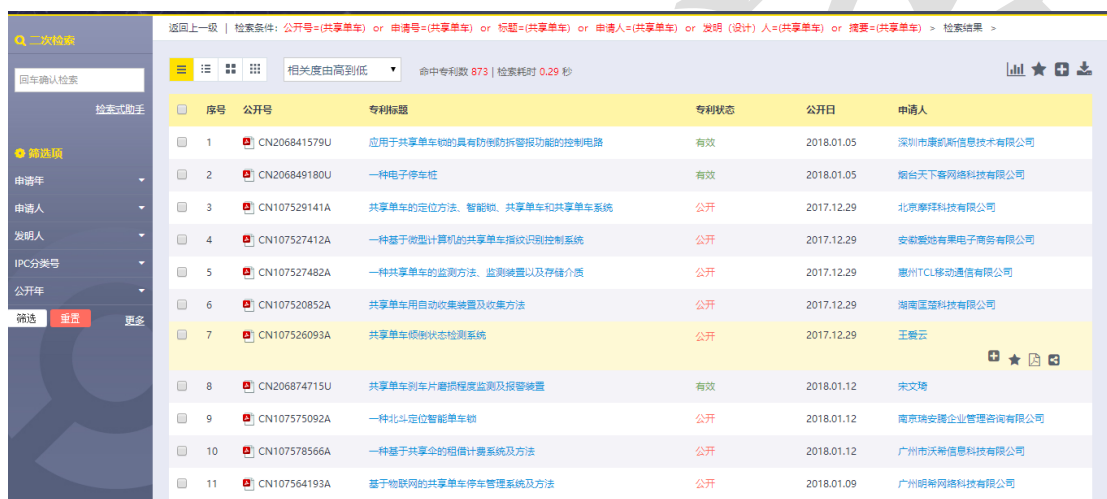 返回上一级 | 检索条件: 公开号=(共享单车) or 申请号=(共享单车) or 标题=(共享单车) or 申请人=(共享单车) or 发明（设计）人=(共享单车) or 摘要=(共享单车) > 检索结果 >
二次检索
回车确认检索
检索式助手
筛选项
申请年
申请人
发明人
IPC分类号
公开年
筛选 重置 更多
相关度由高到低 命中专利数 873 | 检索耗时 0.29 秒
序号 公开号 专利标题 专利状态 公开日 申请人
1 CN206841579U 应用于共享单车锁的具有防倒防拆警报功能的控制电路 有效 2018.01.05 深圳市康凯斯信息技术有限公司
2 CN206849180U 一种电子停车桩 有效 2018.01.05 烟台天下客网络科技有限公司
3 CN107529141A 共享单车的定位方法、智能锁、共享单车和共享单车系统 公开 2017.12.29 北京摩拜科技有限公司
4 CN107527412A 一种基于微型计算机的共享单车指纹识别控制系统 公开 2017.12.29 安徽爱她有果电子商务有限公司
5 CN107527482A 一种共享单车的监测方法、监测装置以及存储介质 公开 2017.12.29 惠州TCL移动通信有限公司
6 CN107520852A 共享单车用自动收集装置及收集方法 公开 2017.12.29 湖南匡楚科技有限公司
7 CN107526093A 共享单车倾倒状态检测系统 公开 2017.12.29 王爱云
8 CN206874715U 共享单车刹车片磨损程度监测及报警装置 有效 2018.01.12 宋文琦
9 CN107575092A 一种北斗定位智能单车锁 公开 2018.01.12 南京瑞安腾企业管理咨询有限公司
10 CN107578566A 一种基于共享伞的租借计费系统及方法 公开 2018.01.12 广州市沃希信息科技有限公司
11 CN107564193A 基于物联网的共享单车停车管理系统及方法 公开 2018.01.09 广州明希网络科技有限公司